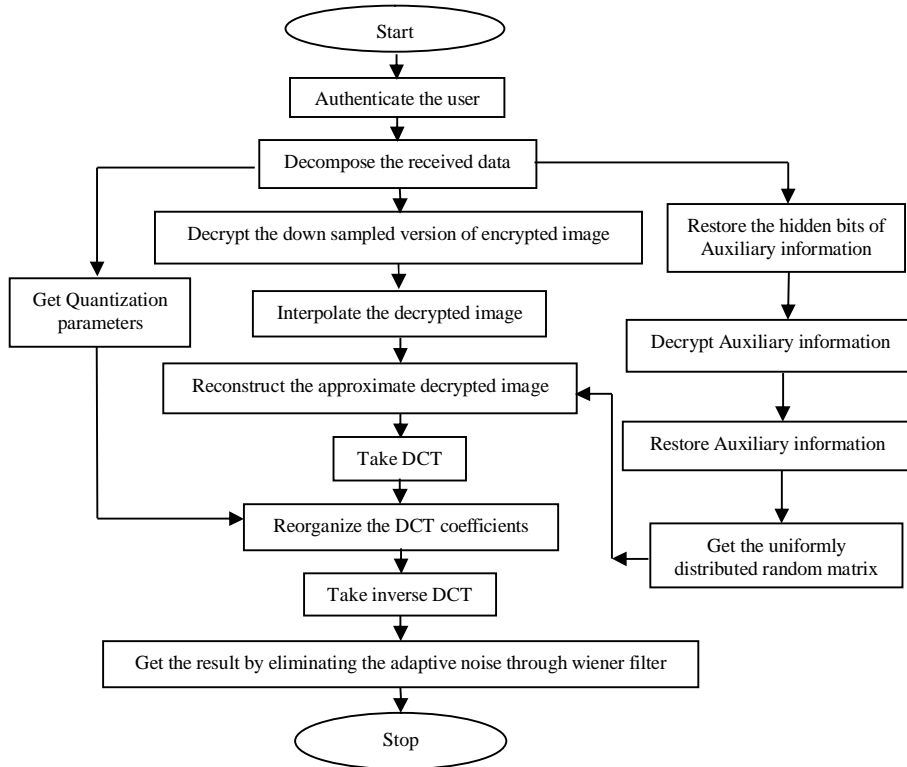 Start
Authenticate the user
Decompose the received data
Decrypt the down sampled version of encrypted image
Restore the hidden bits of
Auxiliary information
Get Quantization
parameters
Interpolate the decrypted image
Decrypt Auxiliary information
Reconstruct the approximate decrypted image
Restore Auxiliary information
Take DCT
Reorganize the DCT coefficients
Get the uniformly
distributed random matrix
Take inverse DCT
Get the result by eliminating the adaptive noise through wiener filter
Stop